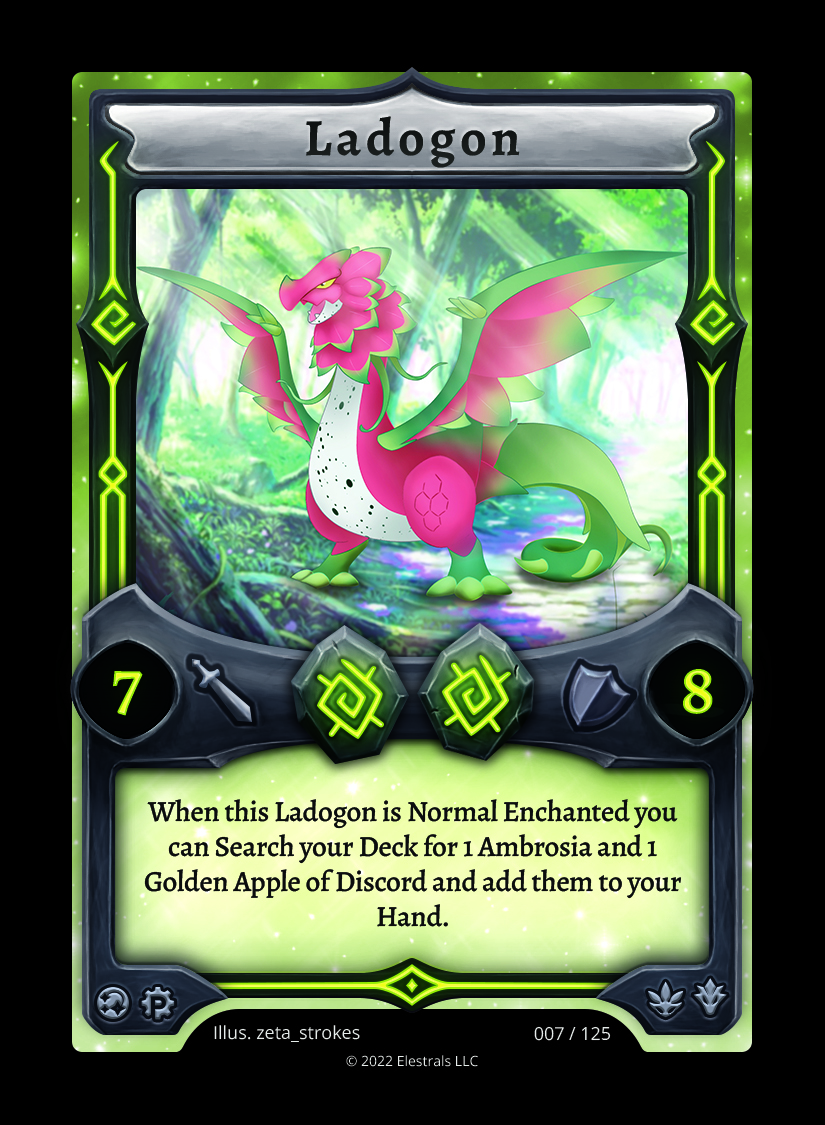 Ladogon
7
8
When this Ladogon is Normal Enchanted you
can Search your Deck for 1 Ambrosia and 1
Golden Apple of Discord and add them to your
Hand.
Illus. zeta_strokes
007 / 125
© 2022 Elestrals LLC